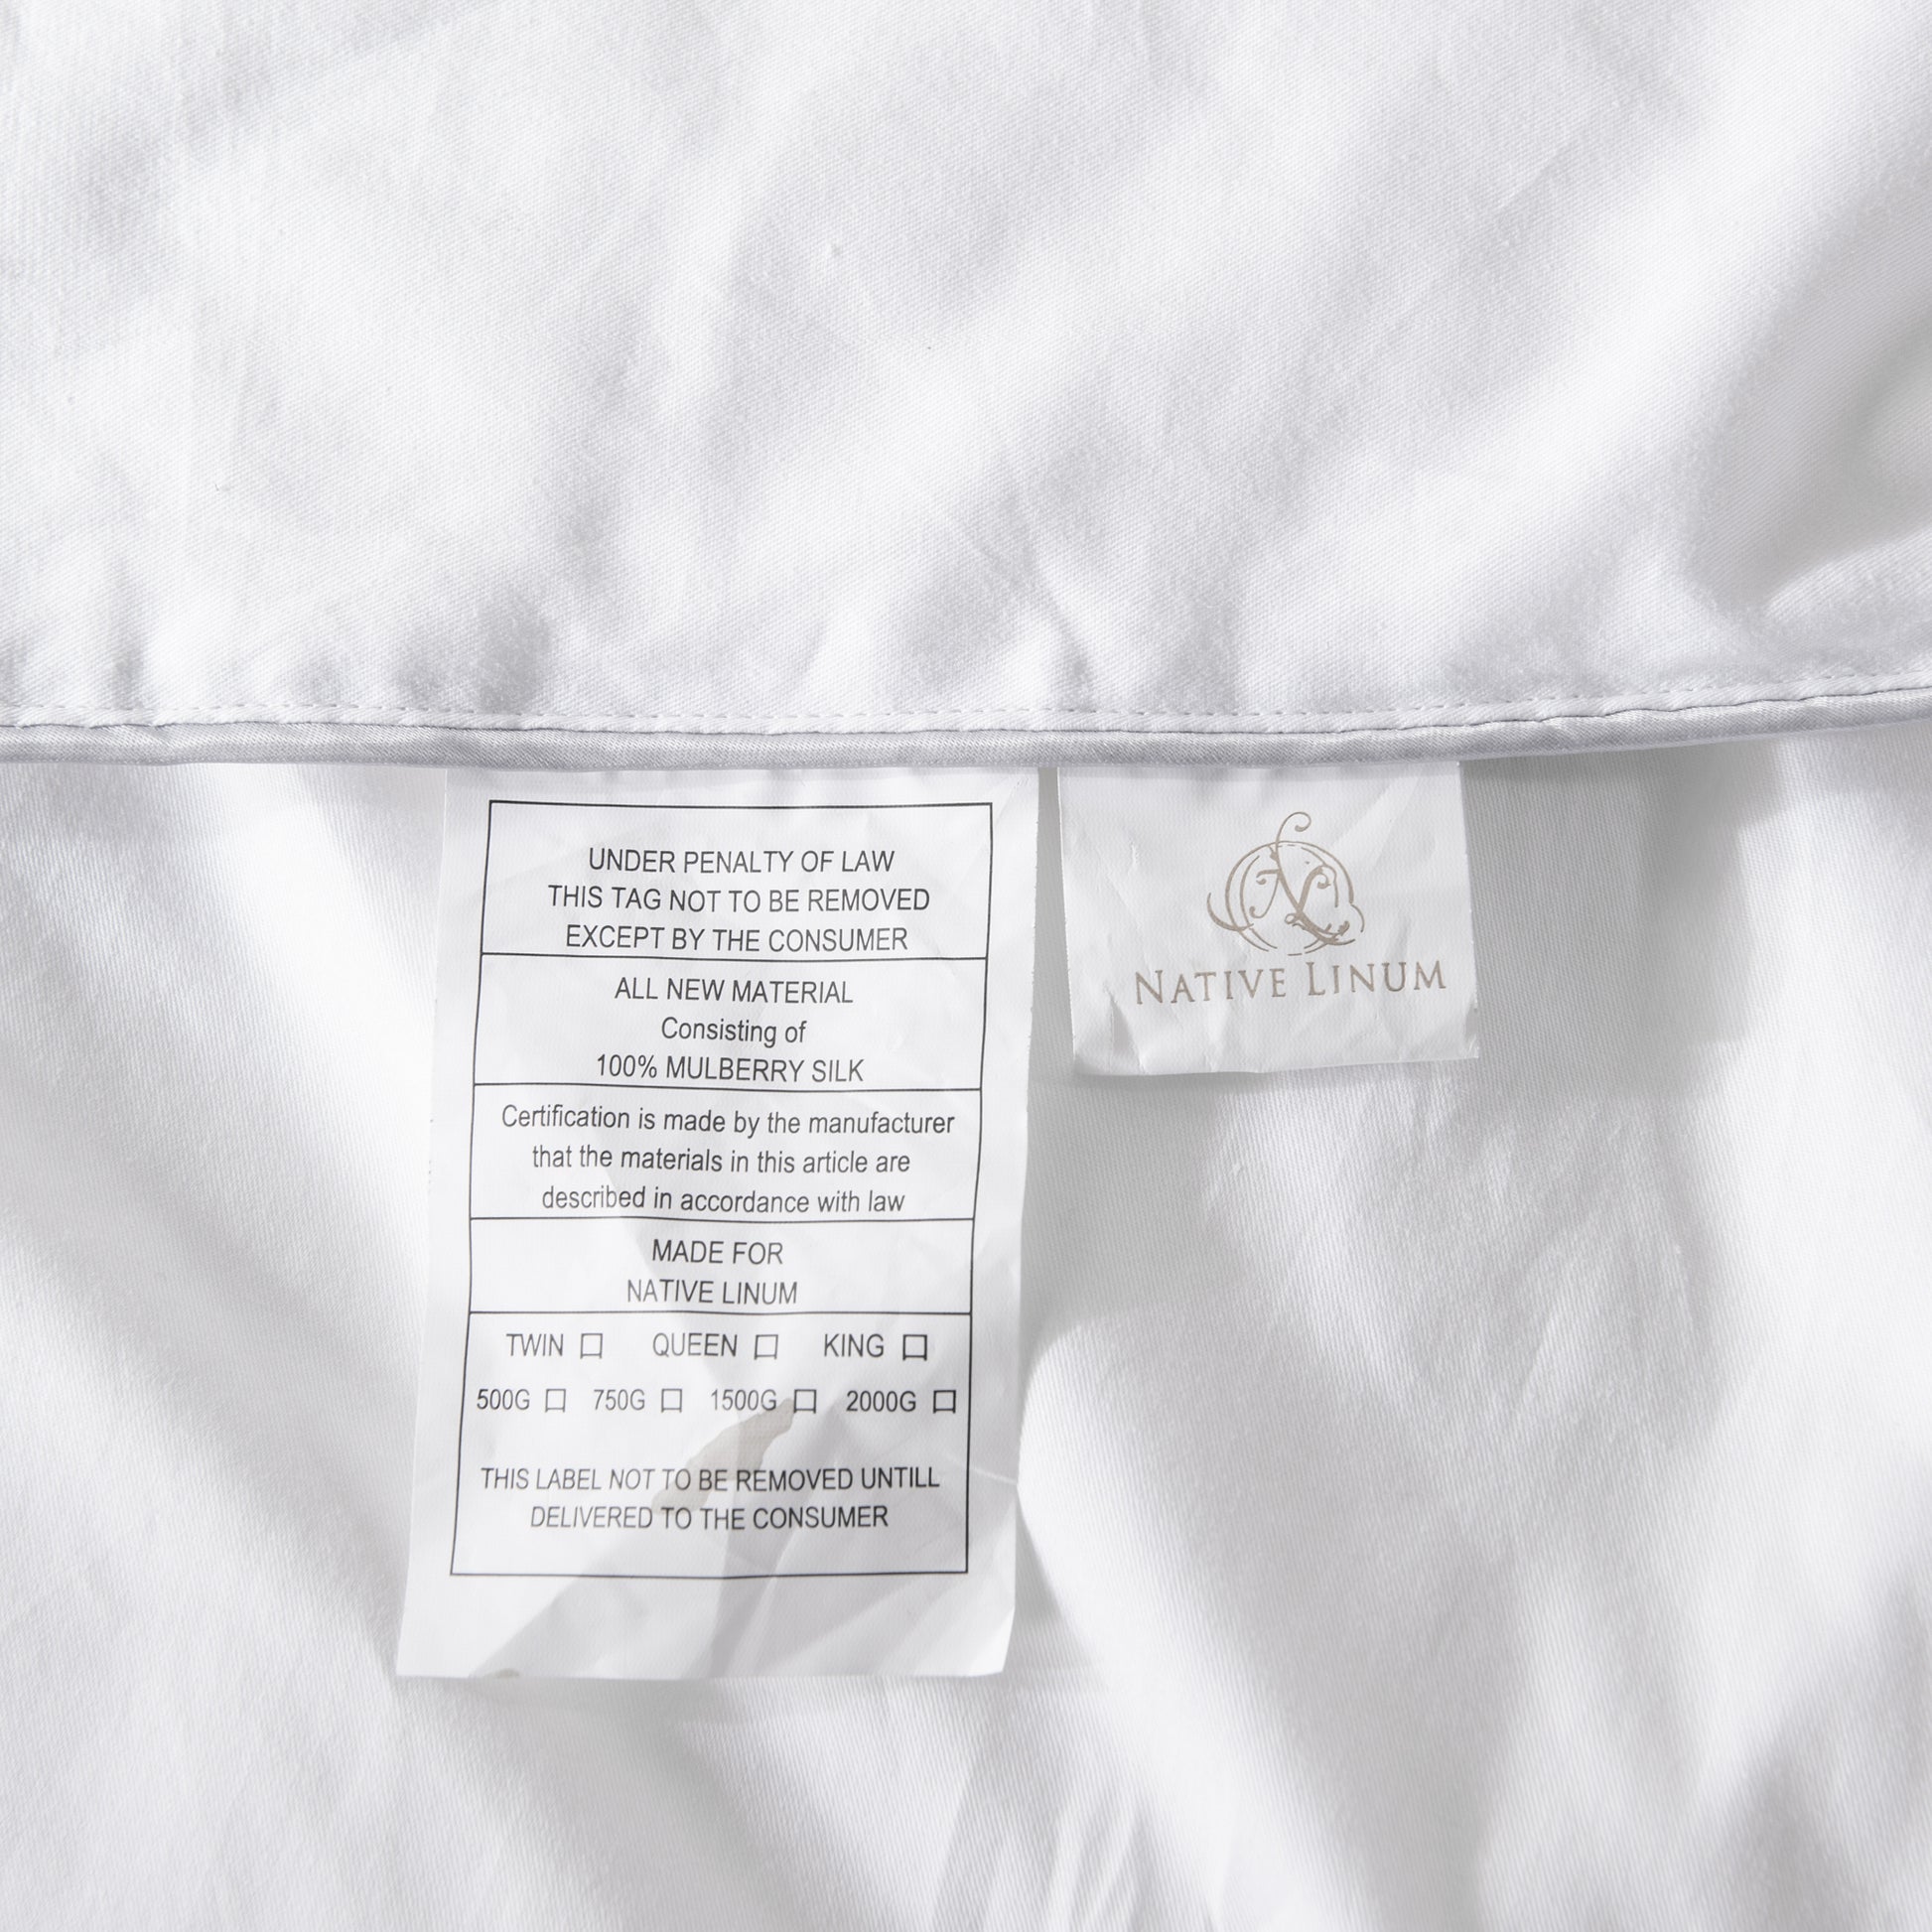 UNDER PENALTY OF LAW
THIS TAG NOT TO BE REMOVED
EXCEPT BY THE CONSUMER
ALL NEW MATERIAL
Consisting of
100% MULBERRY SILK
Certification is made by the manufacturer
that the materials in this article are
described in accordance with law
MADE FOR
NATIVE LINUM
TWIN □ QUEEN □ KING □
500G □ 750G □ 1500G □ 2000G □
THIS LABEL NOT TO BE REMOVED UNTILL
DELIVERED TO THE CONSUMER
NL
NATIVE LINUM